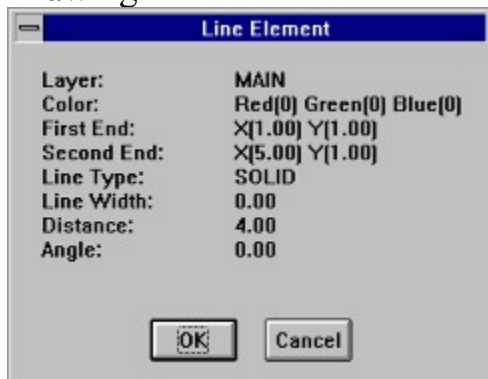 Line Element
Layer: MAIN
Color: Red(0) Green(0) Blue(0)
First End: X(1.00) Y(1.00)
Second End: X(5.00) Y(1.00)
Line Type: SOLID
Line Width: 0.00
Distance: 4.00
Angle: 0.00
OK Cancel